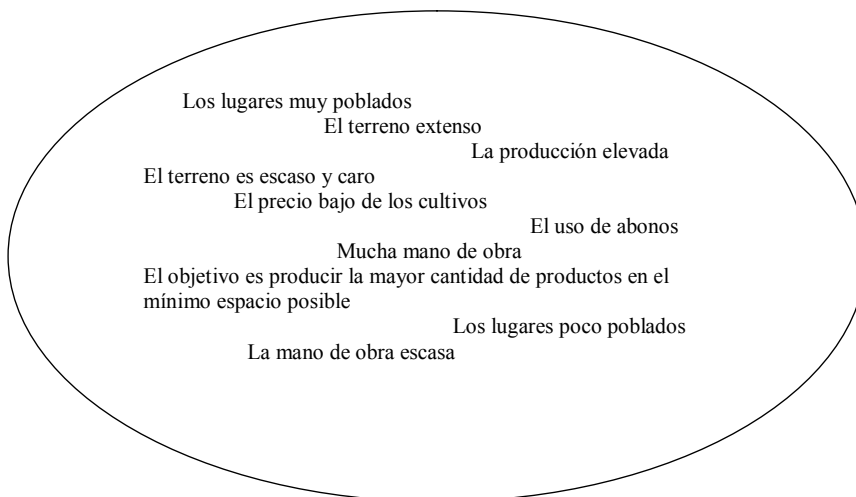 Los lugares muy poblados
El terreno extenso
La producción elevada
El terreno es escaso y caro
El precio bajo de los cultivos
El uso de abonos
Mucha mano de obra
El objetivo es producir la mayor cantidad de productos en el
mínimo espacio posible
Los lugares poco poblados
La mano de obra escasa